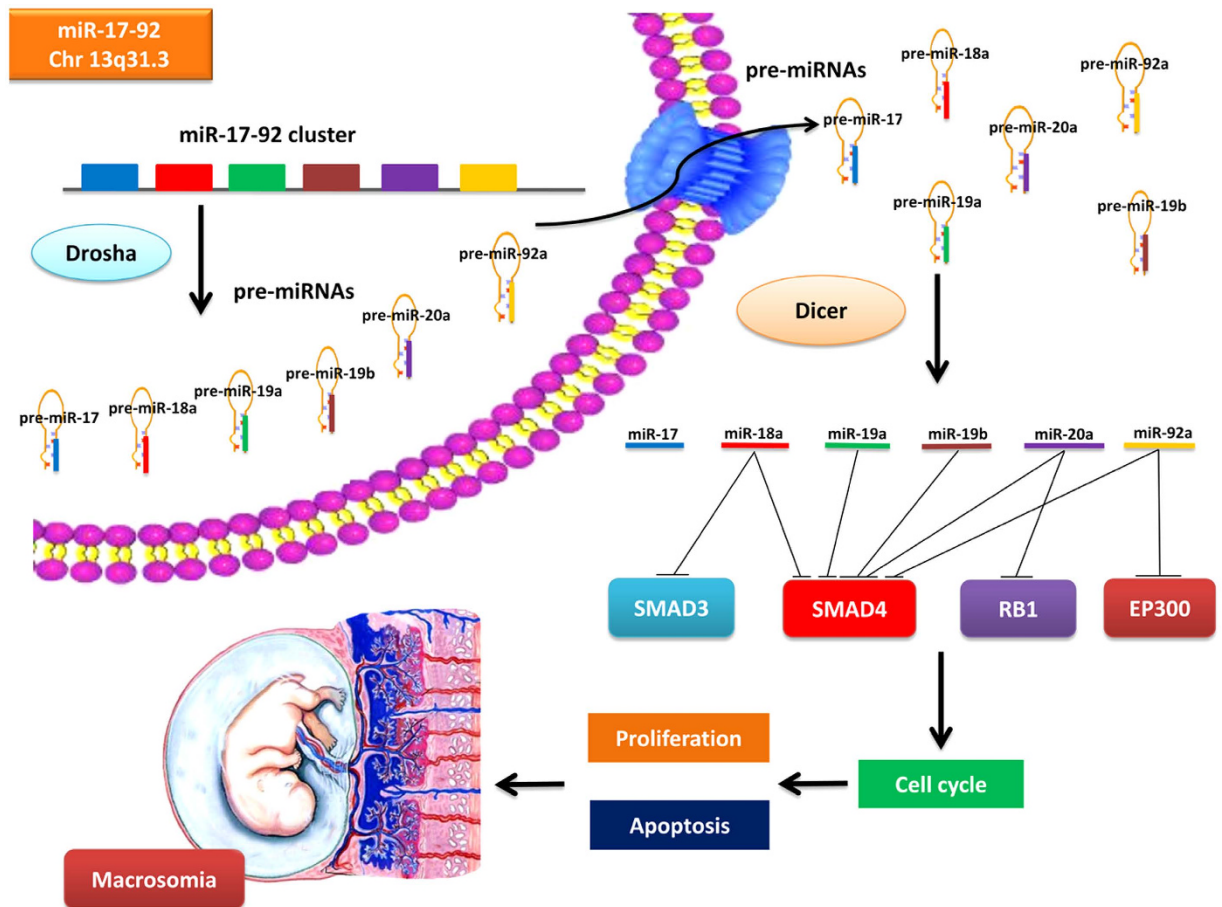 miR-17-92
Chr 13q31.3
miR-17-92 cluster
Drosha
pre-miRNAs
pre-miR-17
pre-miR-18a
pre-miR-19a
pre-miR-19b
pre-miR-20a
pre-miR-92a
pre-miRNAs
pre-miR-17
pre-miR-18a
pre-miR-19a
pre-miR-20a
pre-miR-92a
pre-miR-19b
Dicer
miR-17
miR-18a
miR-19a
miR-19b
miR-20a
miR-92a
SMAD3
SMAD4
RB1
EP300
Cell cycle
Proliferation
Apoptosis
Macrosomia